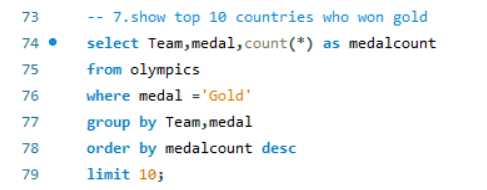 73 -- 7.show top 10 countries who won gold
74 select Team,medal,count(*) as medalcount
75 from olympics
76 where medal ='Gold'
77 group by Team,medal
78 order by medalcount desc
79 limit 10;